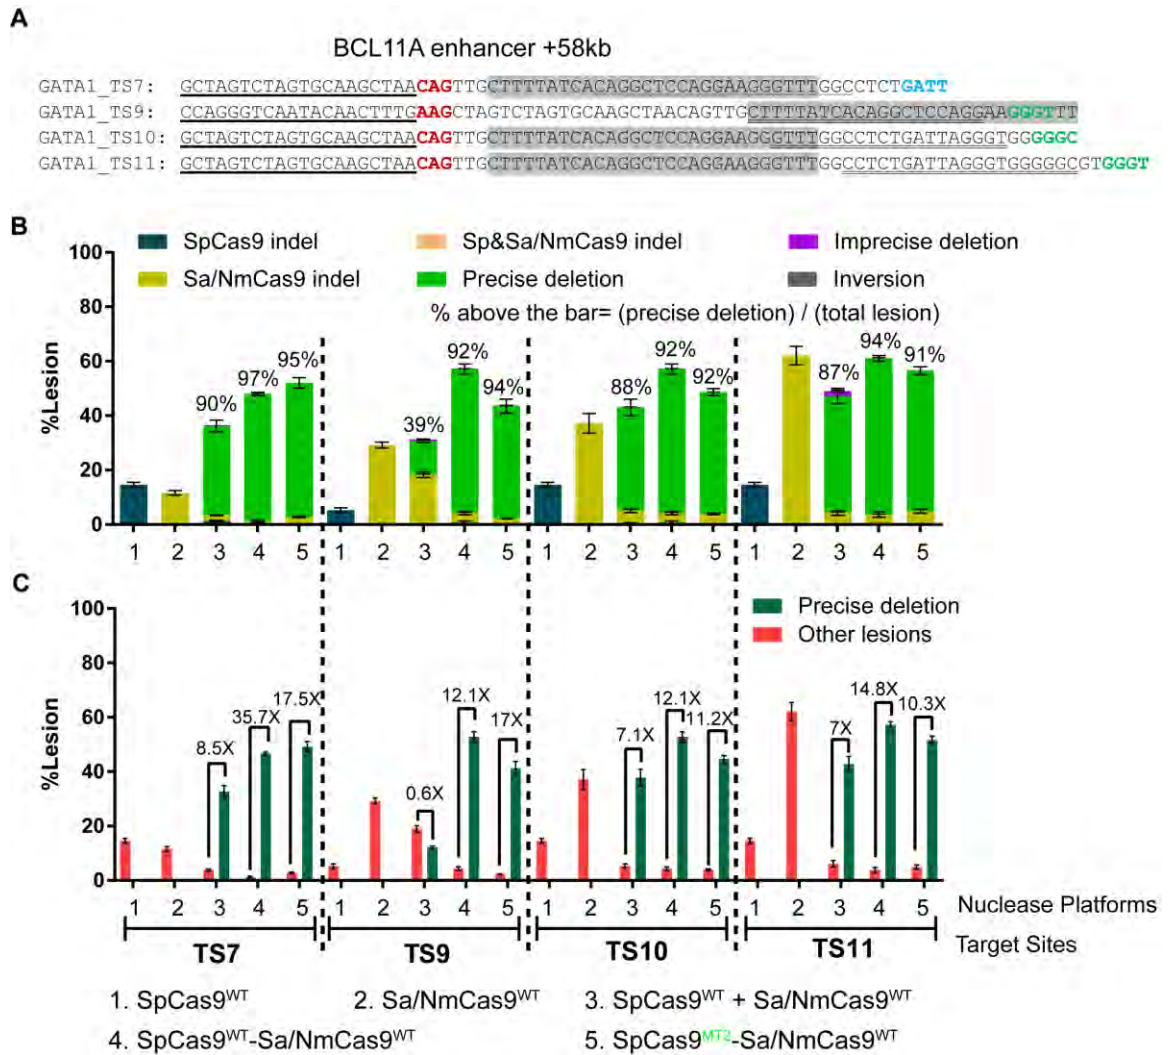 A
BCL11A enhancer +58kb
GATA1_TS7: GCTAGTCTAGTGCAAGCTAACAGTTGCTTTTATCACAGGCTCCAGGAAGGGTTTGGCCTCTGATT
GATA1_TS9: CCAGGGTCAATACAACTTTGAAGCTAGTCTAGTGCAAGCTAACAGTTGCTTTTATCACAGGCTCCAGGAAGGGTTT
GATA1_TS10: GCTAGTCTAGTGCAAGCTAACAGTTGCTTTTATCACAGGCTCCAGGAAGGGTTTGGCCTCTGATTAGGGTGGGGGC
GATA1_TS11: GCTAGTCTAGTGCAAGCTAACAGTTGCTTTTATCACAGGCTCCAGGAAGGGTTTGGCCTCTGATTAGGGTGGGGGCGTGGGT
B
SpCas9 indel Sp&Sa/NmCas9 indel Imprecise deletion
Sa/NmCas9 indel Precise deletion Inversion
% above the bar= (precise deletion) / (total lesion)
%Lesion
100
80
60
40
20
0
90% 97% 95% 39% 92% 94% 88% 92% 92% 87% 94% 91%
1 2 3 4 5 1 2 3 4 5 1 2 3 4 5 1 2 3 4 5
C
Precise deletion
Other lesions
%Lesion
100
80
60
40
20
0
8.5X 35.7X 17.5X 0.6X 12.1X 17X 7.1X 12.1X 11.2X 7X 14.8X 10.3X
1 2 3 4 5 1 2 3 4 5 1 2 3 4 5 1 2 3 4 5 Nuclease Platforms
TS7 TS9 TS10 TS11 Target Sites
1. SpCas9WT 2. Sa/NmCas9WT 3. SpCas9WT + Sa/NmCas9WT
4. SpCas9WT-Sa/NmCas9WT 5. SpCas9MT3-Sa/NmCas9WT